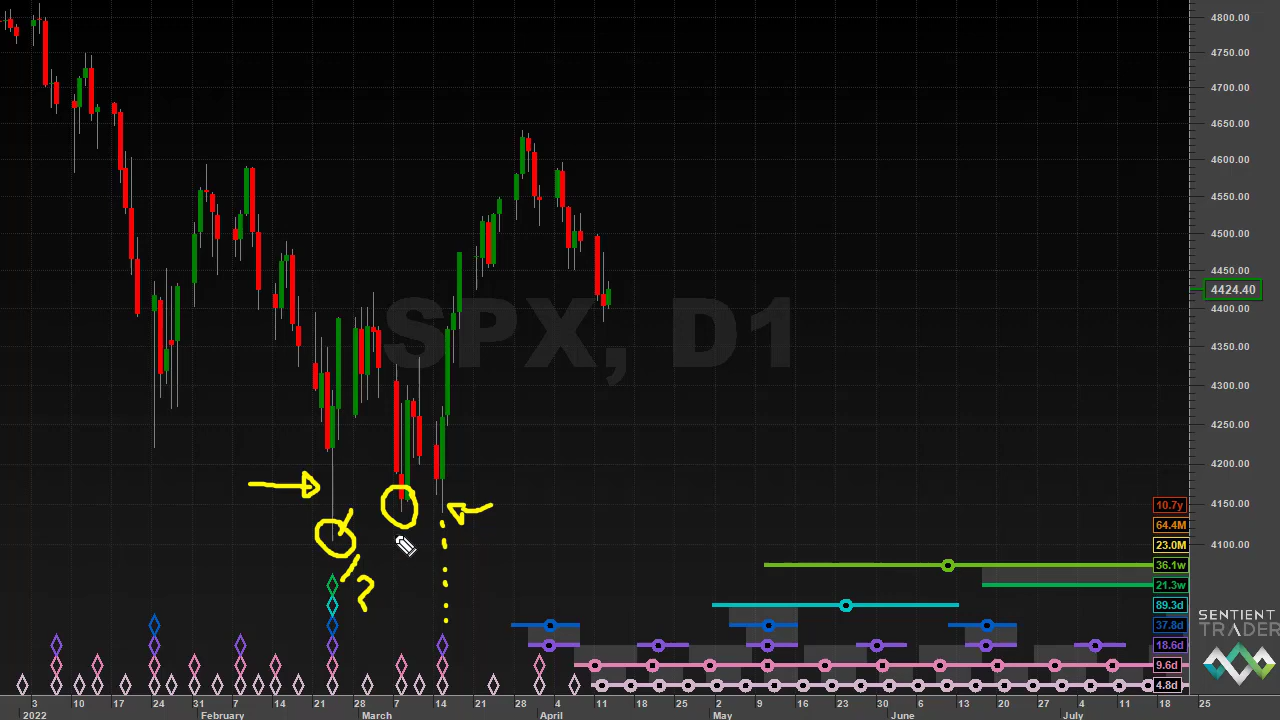 4800.00
4750.00
4700.00
4650.00
4600.00
4550.00
4500.00
4450.00
4424.40
4400.00
SPX, D1
4350.00
4300.00
4250.00
4200.00
4150.00
10.7y
64.4M
4100.00
23.0M
36.1w
?
21.3w
89.3d
SENTIENT
TRADER
37.8d
18.6d
9.6d
4.8d
3 10 18 24 31 7 14 21 28 7 14 21 28 4 11 18 25 2 9 16 23 30 6 13 20 27 4 11 18 25
2022 February March April May June July